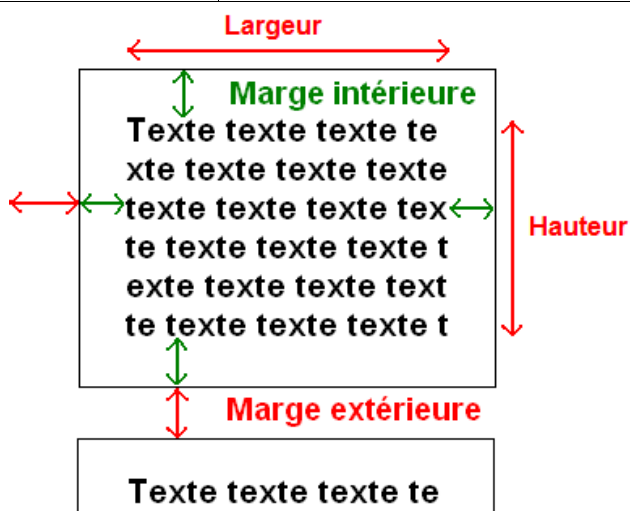 Largeur
Marge intérieure
Texte texte texte te
xte texte texte texte
texte texte texte tex
te texte texte texte t
exte texte texte text
te texte texte texte t
Hauteur
Marge extérieure
Texte texte texte te